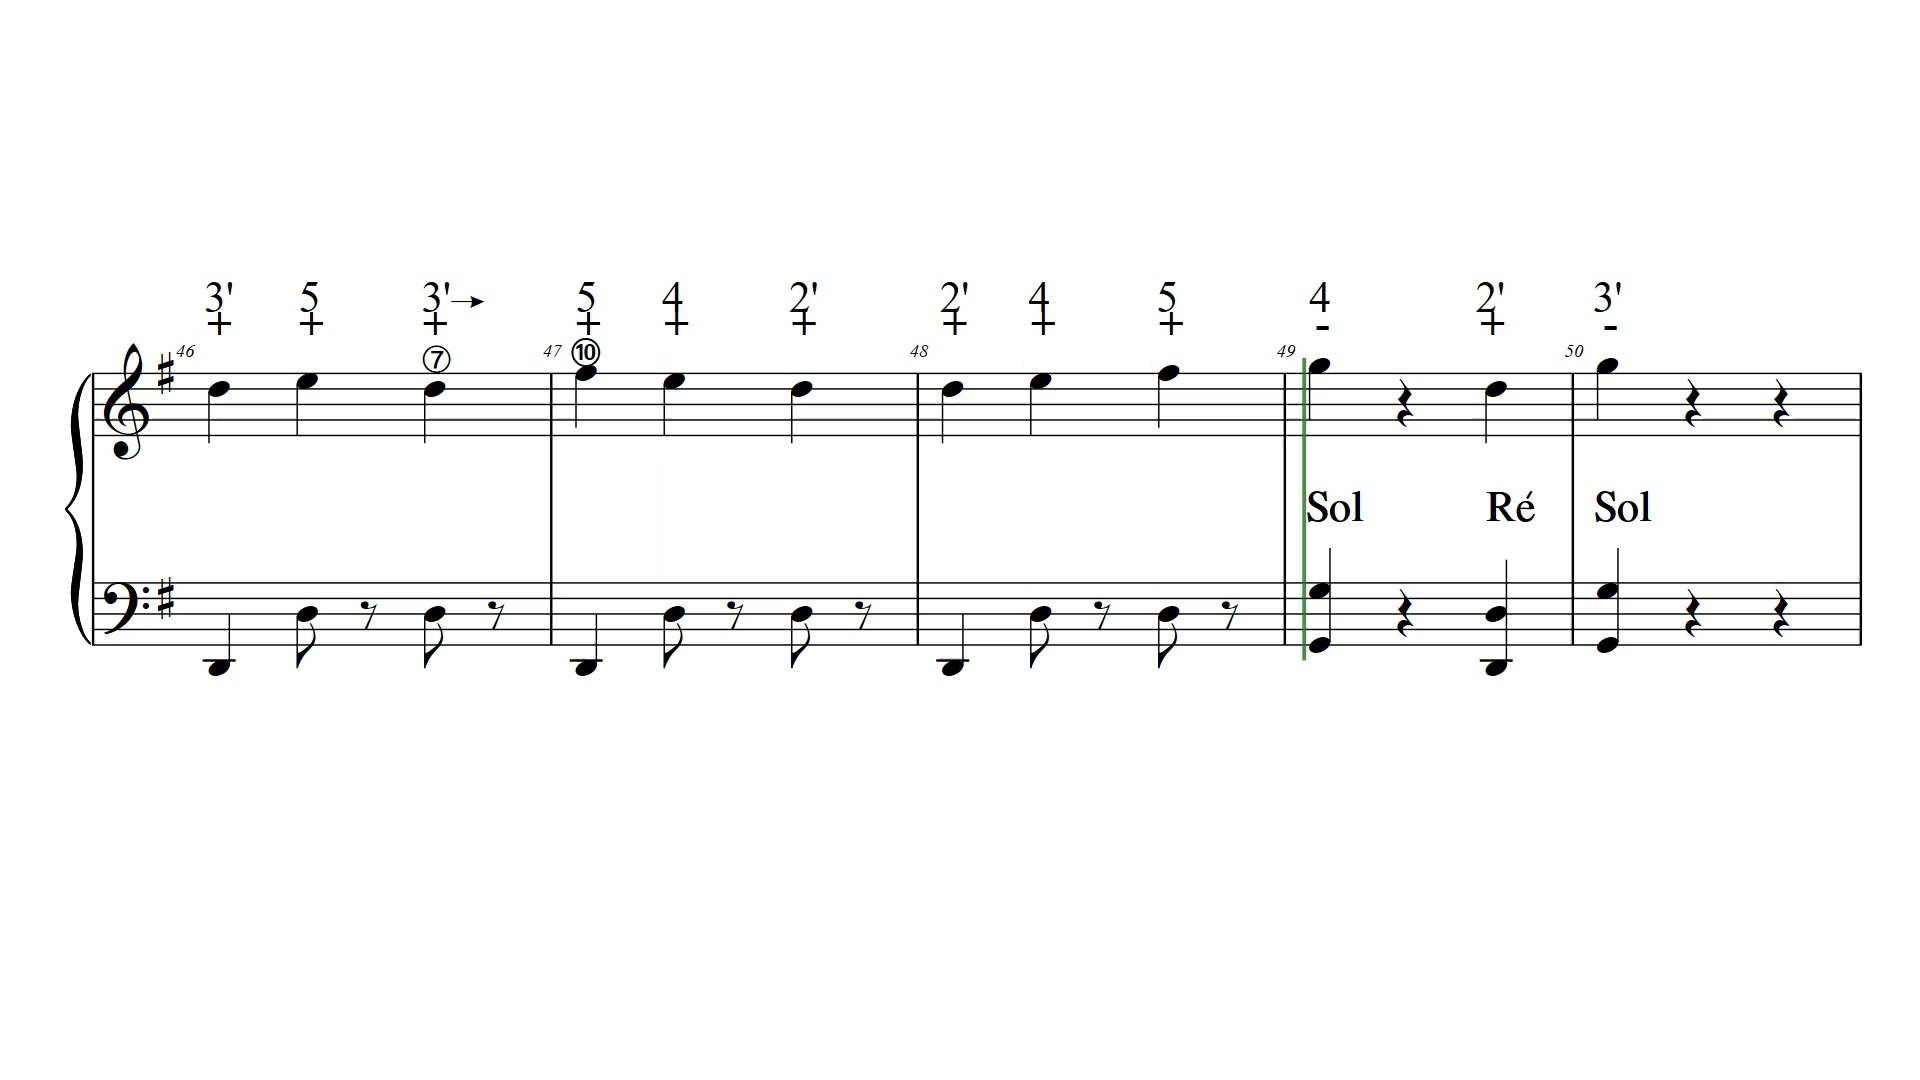 3' 5 3'→ 5 4 2' 2' 4 5 4 2' 3'
+ + + + + + + + + - + -
46 ⑦ 47 ⑩ 48 49 50
Sol Ré Sol